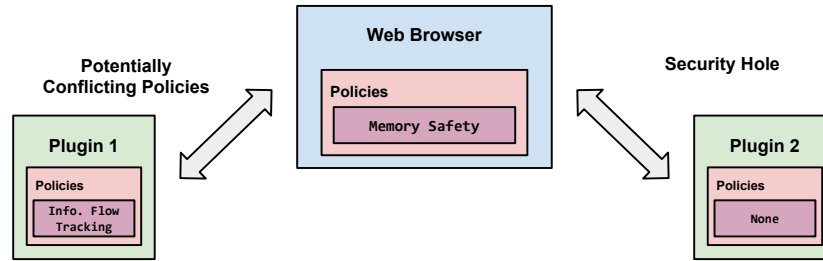 Web Browser
Policies
Memory Safety
Potentially
Conflicting Policies
Security Hole
Plugin 1
Policies
Info. Flow
Tracking
Plugin 2
Policies
None